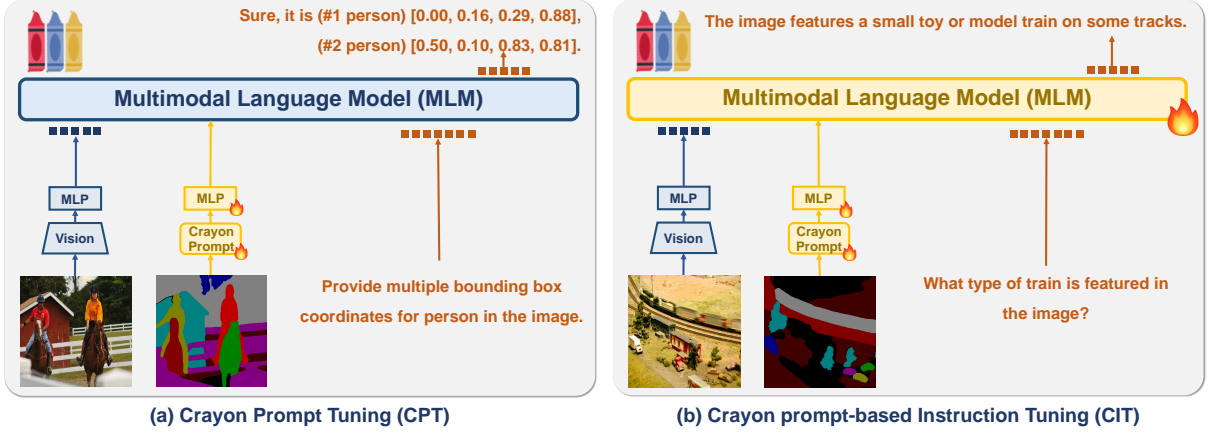 Sure, it is (#1 person) [0.00, 0.16, 0.29, 0.88],
(#2 person) [0.50, 0.10, 0.83, 0.81].
Multimodal Language Model (MLM)
MLP
MLP
Vision
Crayon
Prompt
Provide multiple bounding box
coordinates for person in the image.
(a) Crayon Prompt Tuning (CPT)
The image features a small toy or model train on some tracks.
Multimodal Language Model (MLM)
MLP
MLP
Vision
Crayon
Prompt
What type of train is featured in
the image?
(b) Crayon prompt-based Instruction Tuning (CIT)